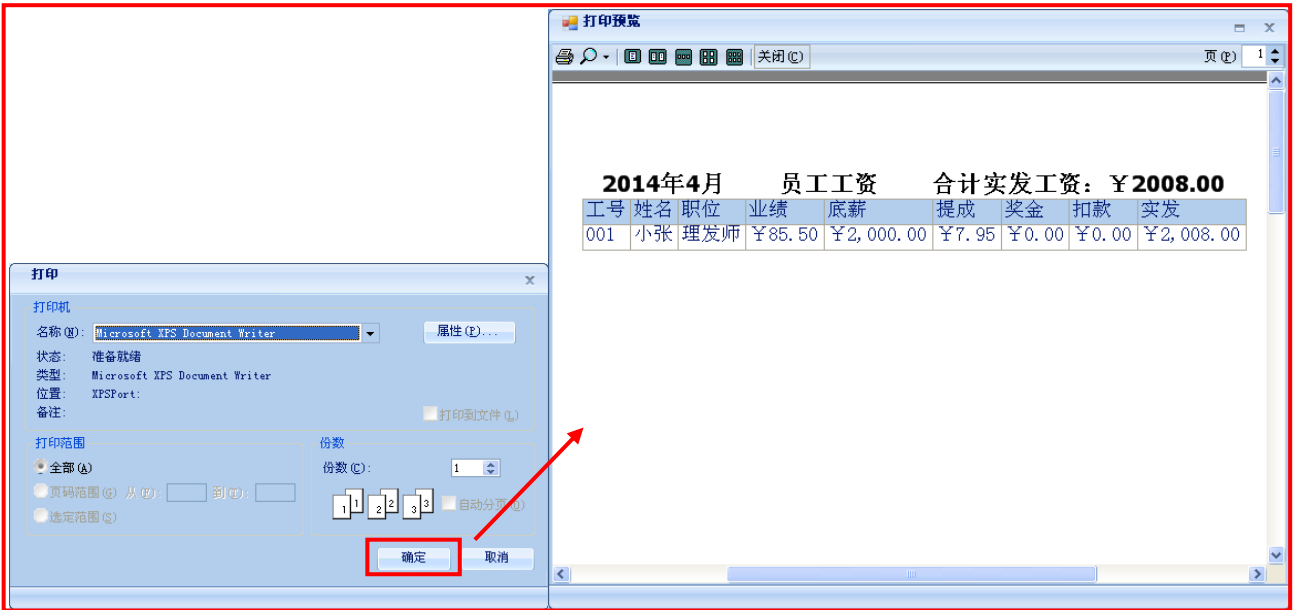 打印预览
关闭(C)
页(P) 1
2014年4月 员工工资 合计实发工资: ￥2008.00
工号 姓名 职位 业绩 底薪 提成 奖金 扣款 实发
001 小张 理发师 ￥85.50 ￥2,000.00 ￥7.95 ￥0.00 ￥0.00 ￥2,008.00
打印
打印机
名称(N): Microsoft XPS Document Writer 属性(P)...
状态: 准备就绪
类型: Microsoft XPS Document Writer
位置: XPSPort:
备注: 打印到文件(L)
打印范围
全部(A)
页码范围(G) 从(F): 到(T):
选定范围(S)
份数
份数(C): 1
1 1 2 2 3 3 自动分页(O)
确定 取消